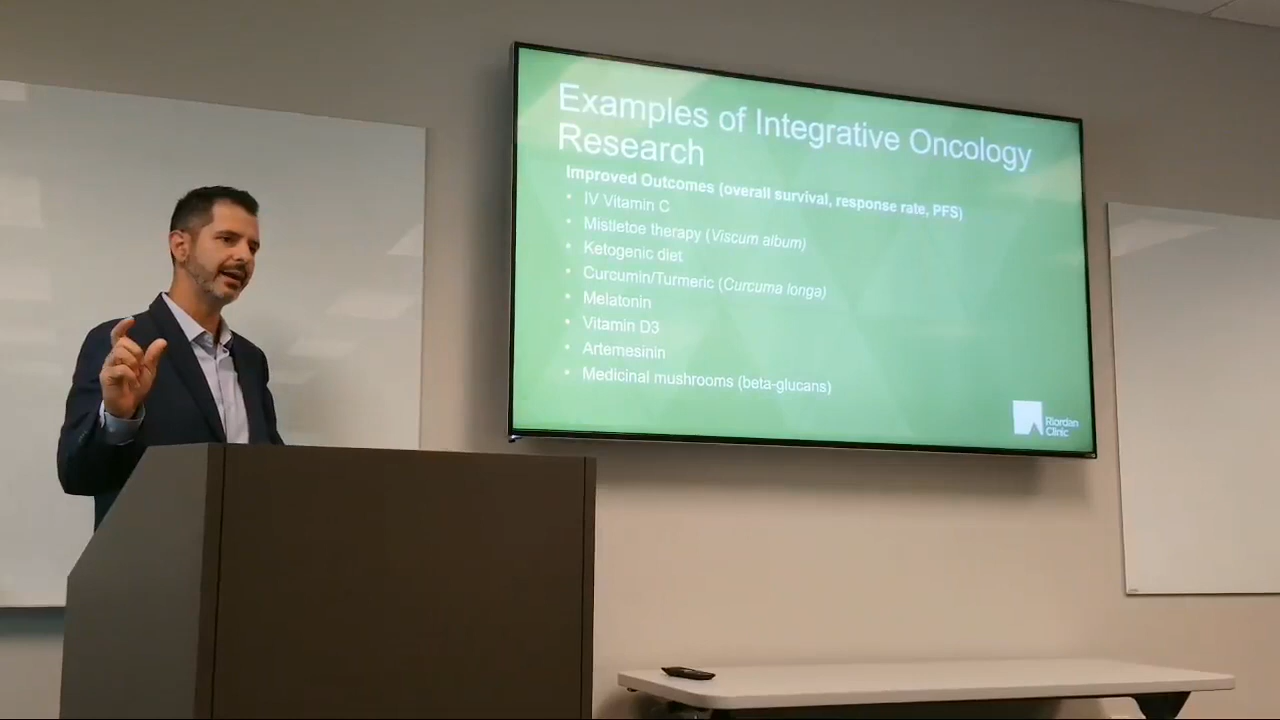 Examples of Integrative Oncology
Research
Improved Outcomes (overall survival, response rate, PFS)
• IV Vitamin C
• Mistletoe therapy (Viscum album)
• Ketogenic diet
• Curcumin/Turmeric (Curcuma longa)
• Melatonin
• Vitamin D3
• Artemesinin
• Medicinal mushrooms (beta-glucans)
Riordan
Clinic